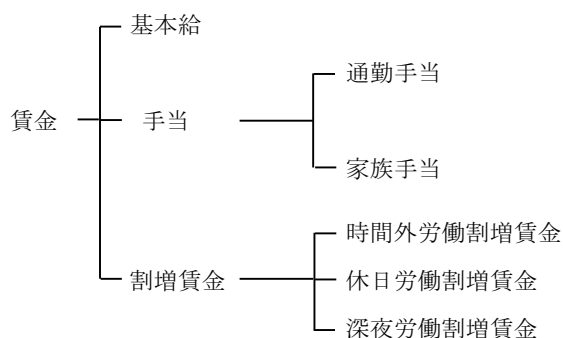 基本給
通勤手当
賃金
手当
家族手当
時間外労働割増賃金
割増賃金
休日労働割増賃金
深夜労働割増賃金